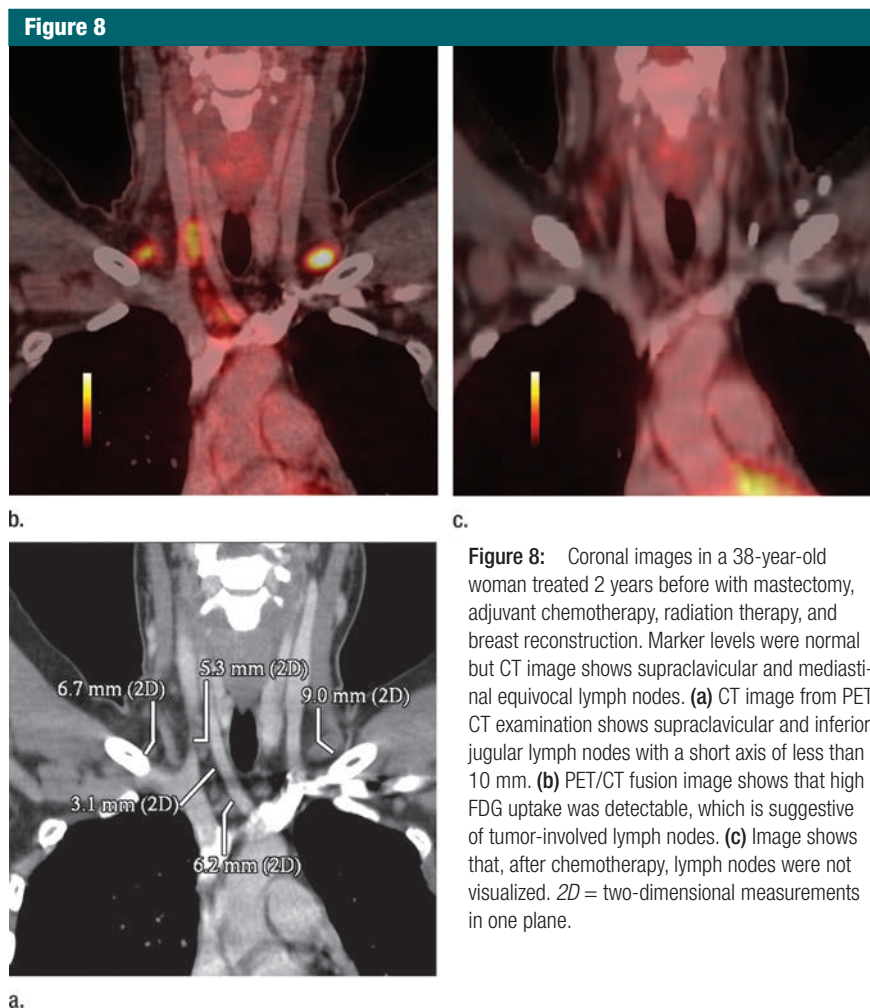 Figure 8
b.
c.
5.3 mm (2D)
6.7 mm (2D)
9.0 mm (2D)
3.1 mm (2D)
6.2 mm (2D)
a.
Figure 8: Coronal images in a 38-year-old
woman treated 2 years before with mastectomy,
adjuvant chemotherapy, radiation therapy, and
breast reconstruction. Marker levels were normal
but CT image shows supraclavicular and mediasti-
nal equivocal lymph nodes. (a) CT image from PET
CT examination shows supraclavicular and inferior
jugular lymph nodes with a short axis of less than
10 mm. (b) PET/CT fusion image shows that high
FDG uptake was detectable, which is suggestive
of tumor-involved lymph nodes. (c) Image shows
that, after chemotherapy, lymph nodes were not
visualized. 2D = two-dimensional measurements
in one plane.